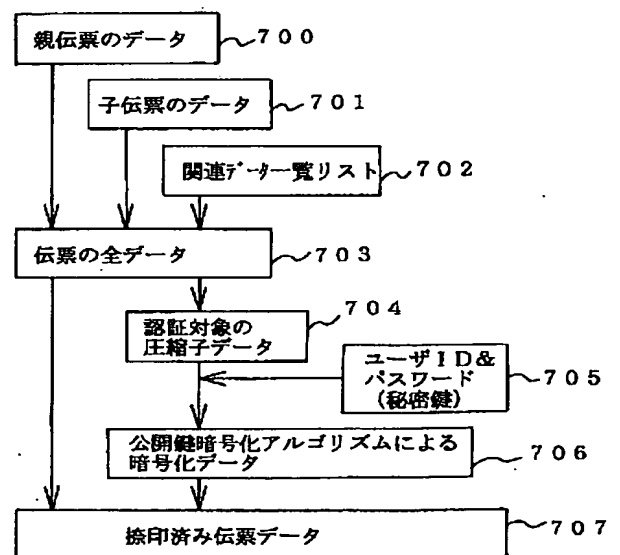 親伝票のデータ
７００
子伝票のデータ
７０１
関連ﾃﾞｰﾀ一覧リスト
７０２
伝票の全データ
７０３
認証対象の
圧縮子データ
７０４
ユーザＩＤ&
パスワード
(秘密鍵)
７０５
公開鍵暗号化アルゴリズムによる
暗号化データ
７０６
捺印済み伝票データ
７０７